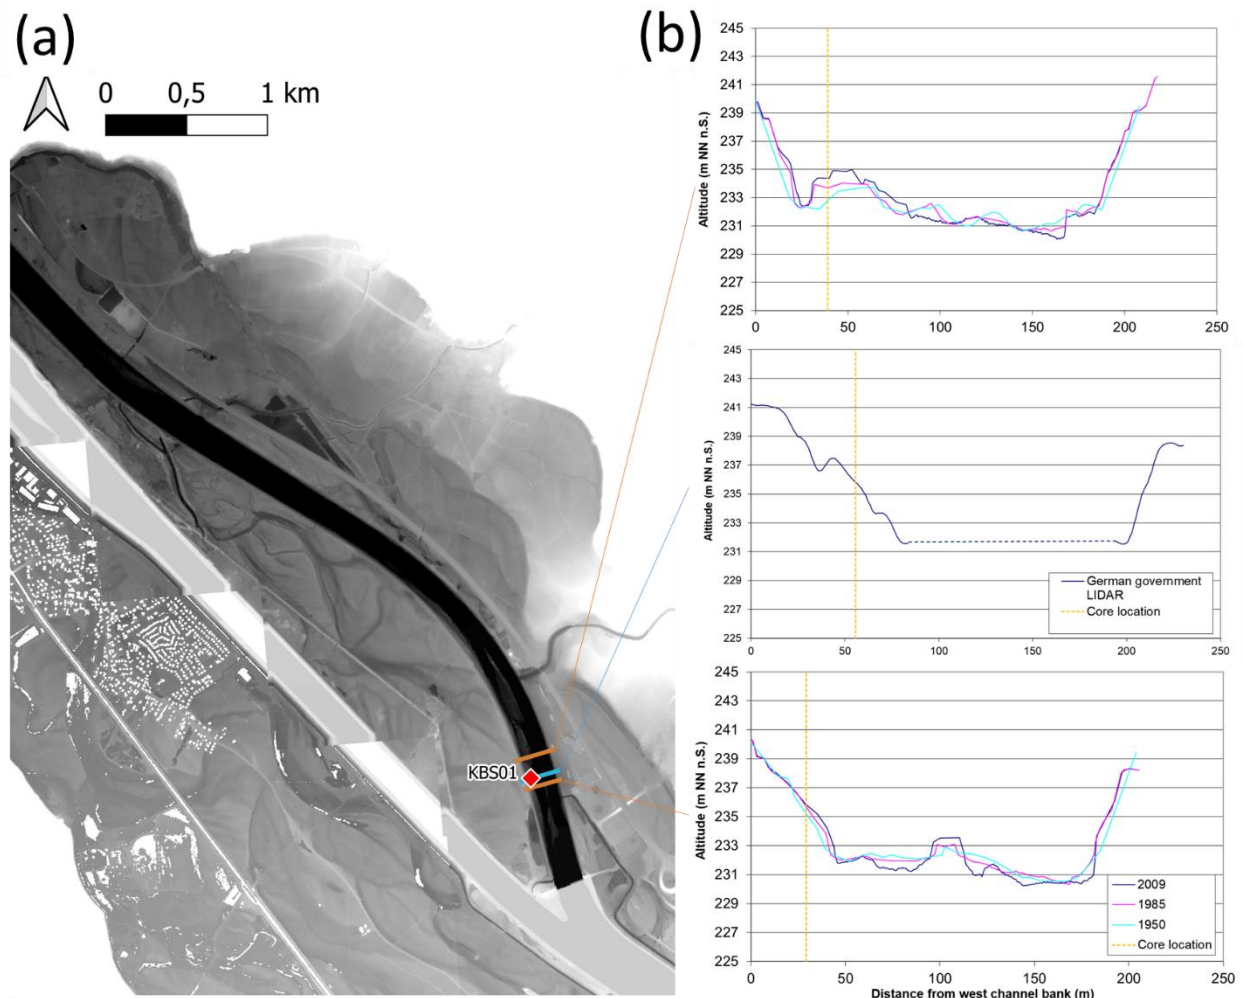 (a)
0 0,5 1 km
KBS01
(b)
Altitude (m NN n.S.)
245
243
241
239
237
235
233
231
229
227
225
0 50 100 150 200 250
Altitude (m NN n.S.)
245
243
241
239
237
235
233
231
229
227
225
0 50 100 150 200 250
German government
LIDAR
Core location
Altitude (m NN n.S.)
245
243
241
239
237
235
233
231
229
227
225
0 50 100 150 200 250
2009
1985
1950
Core location
Distance from west channel bank (m)